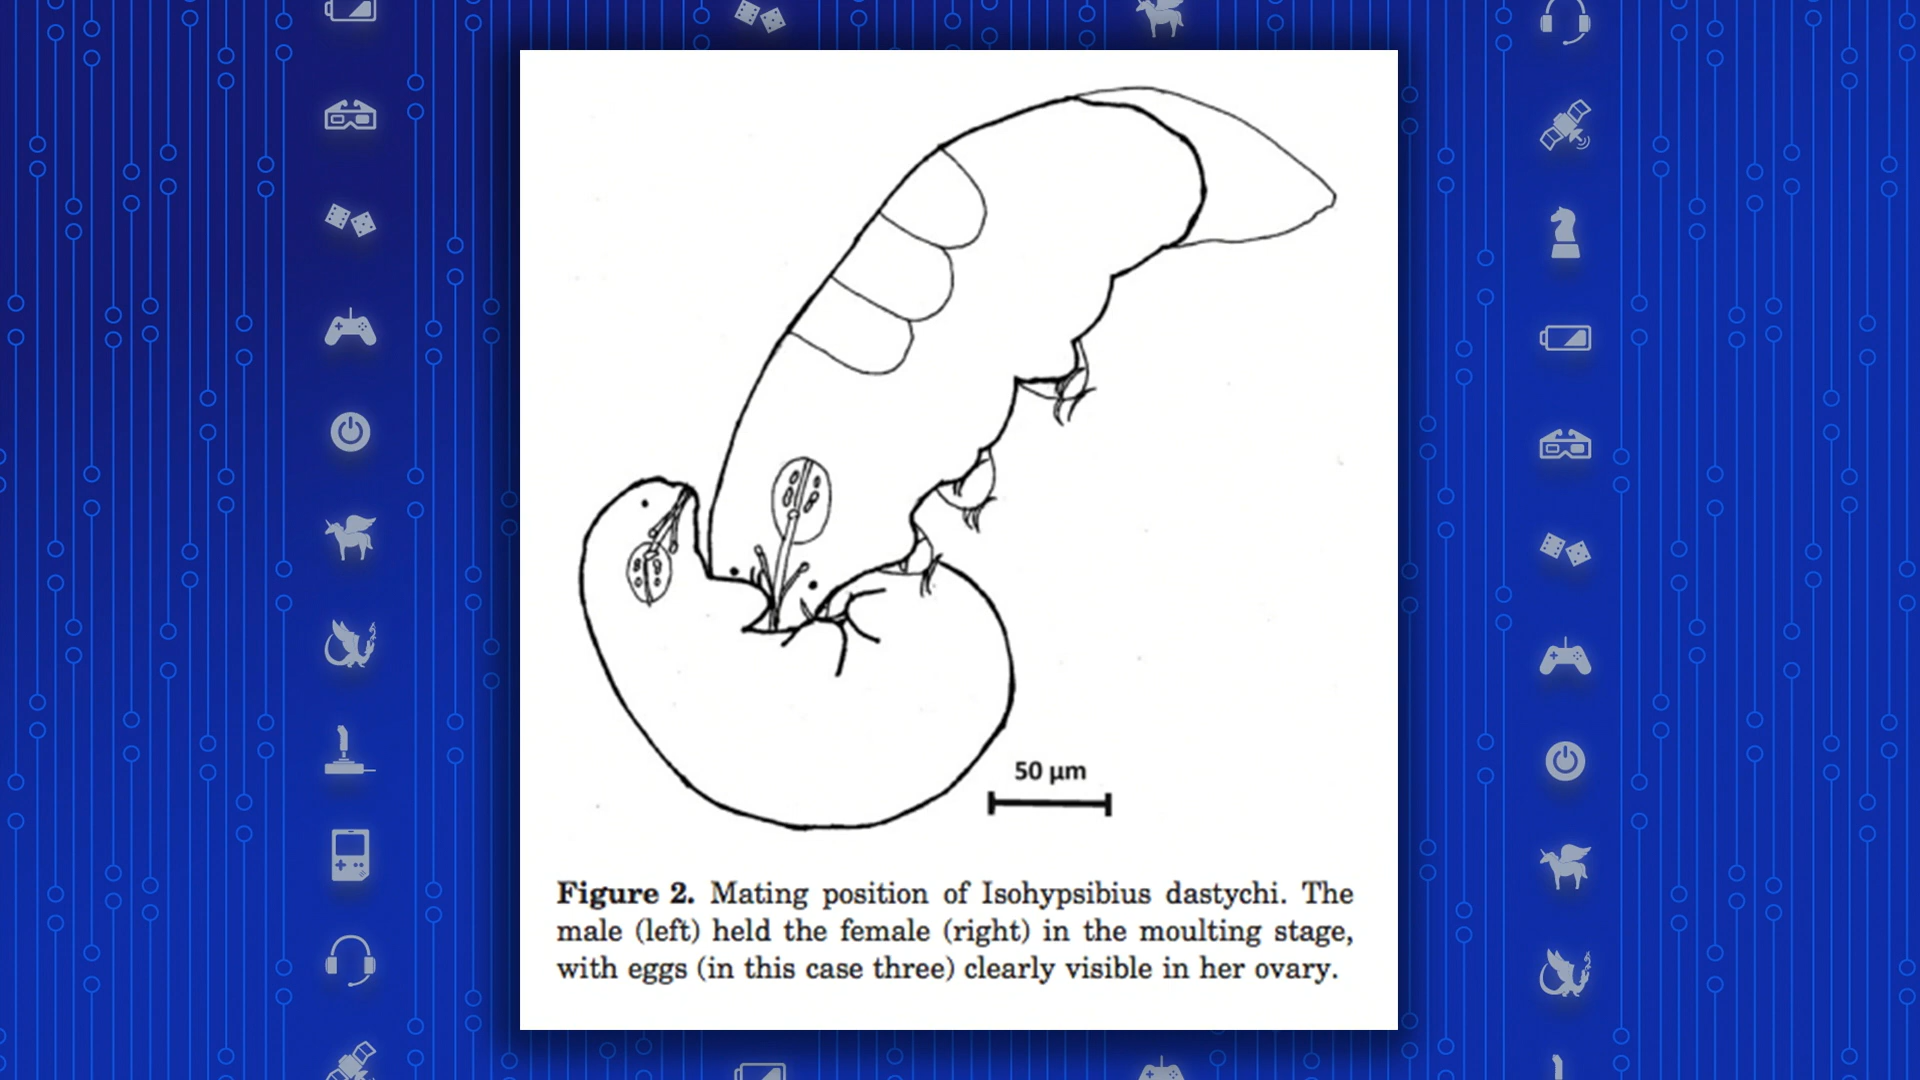 50 µm
Figure 2. Mating position of Isohypsibius dastychi. The
male (left) held the female (right) in the moulting stage,
with eggs (in this case three) clearly visible in her ovary.